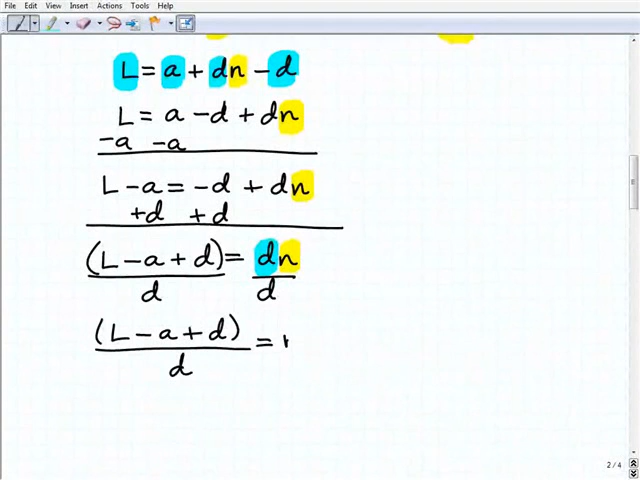 File Edit View Insert Actions Tools Help
L = a + dn - d
L = a - d + dn
-a -a
L - a = -d + dn
+d +d
(L - a + d) = dn
d d
(L - a + d) =
d
2 / 4